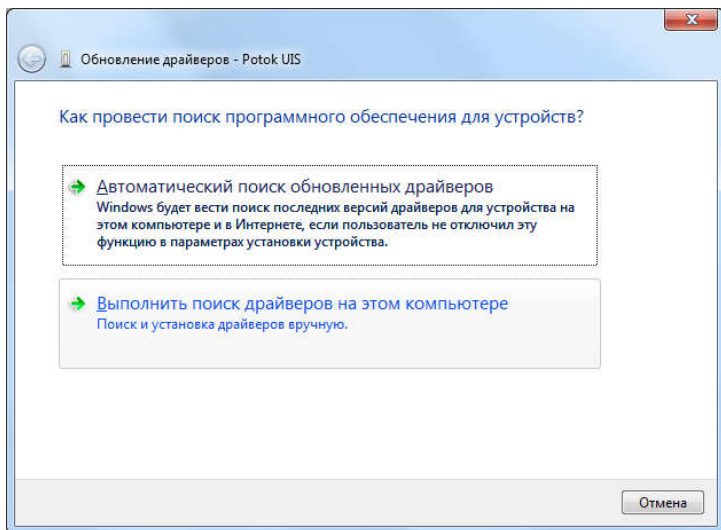 Обновление драйверов - Potok UIS
Как провести поиск программного обеспечения для устройств?
Автоматический поиск обновленных драйверов
Windows будет вести поиск последних версий драйверов для устройства на
этом компьютере и в Интернете, если пользователь не отключил эту
функцию в параметрах установки устройства.
Выполнить поиск драйверов на этом компьютере
Поиск и установка драйверов вручную.
Отмена